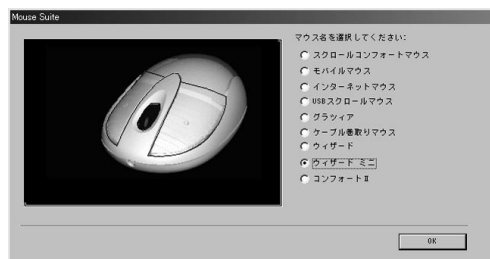 Mouse Suite
マウス名を選択してください:
スクロールコンフォートマウス
モバイルマウス
インターネットマウス
USBスクロールマウス
グラツィア
ケーブル巻取りマウス
ウィザード
ウィザード ミニ
コンフォートⅡ
OK